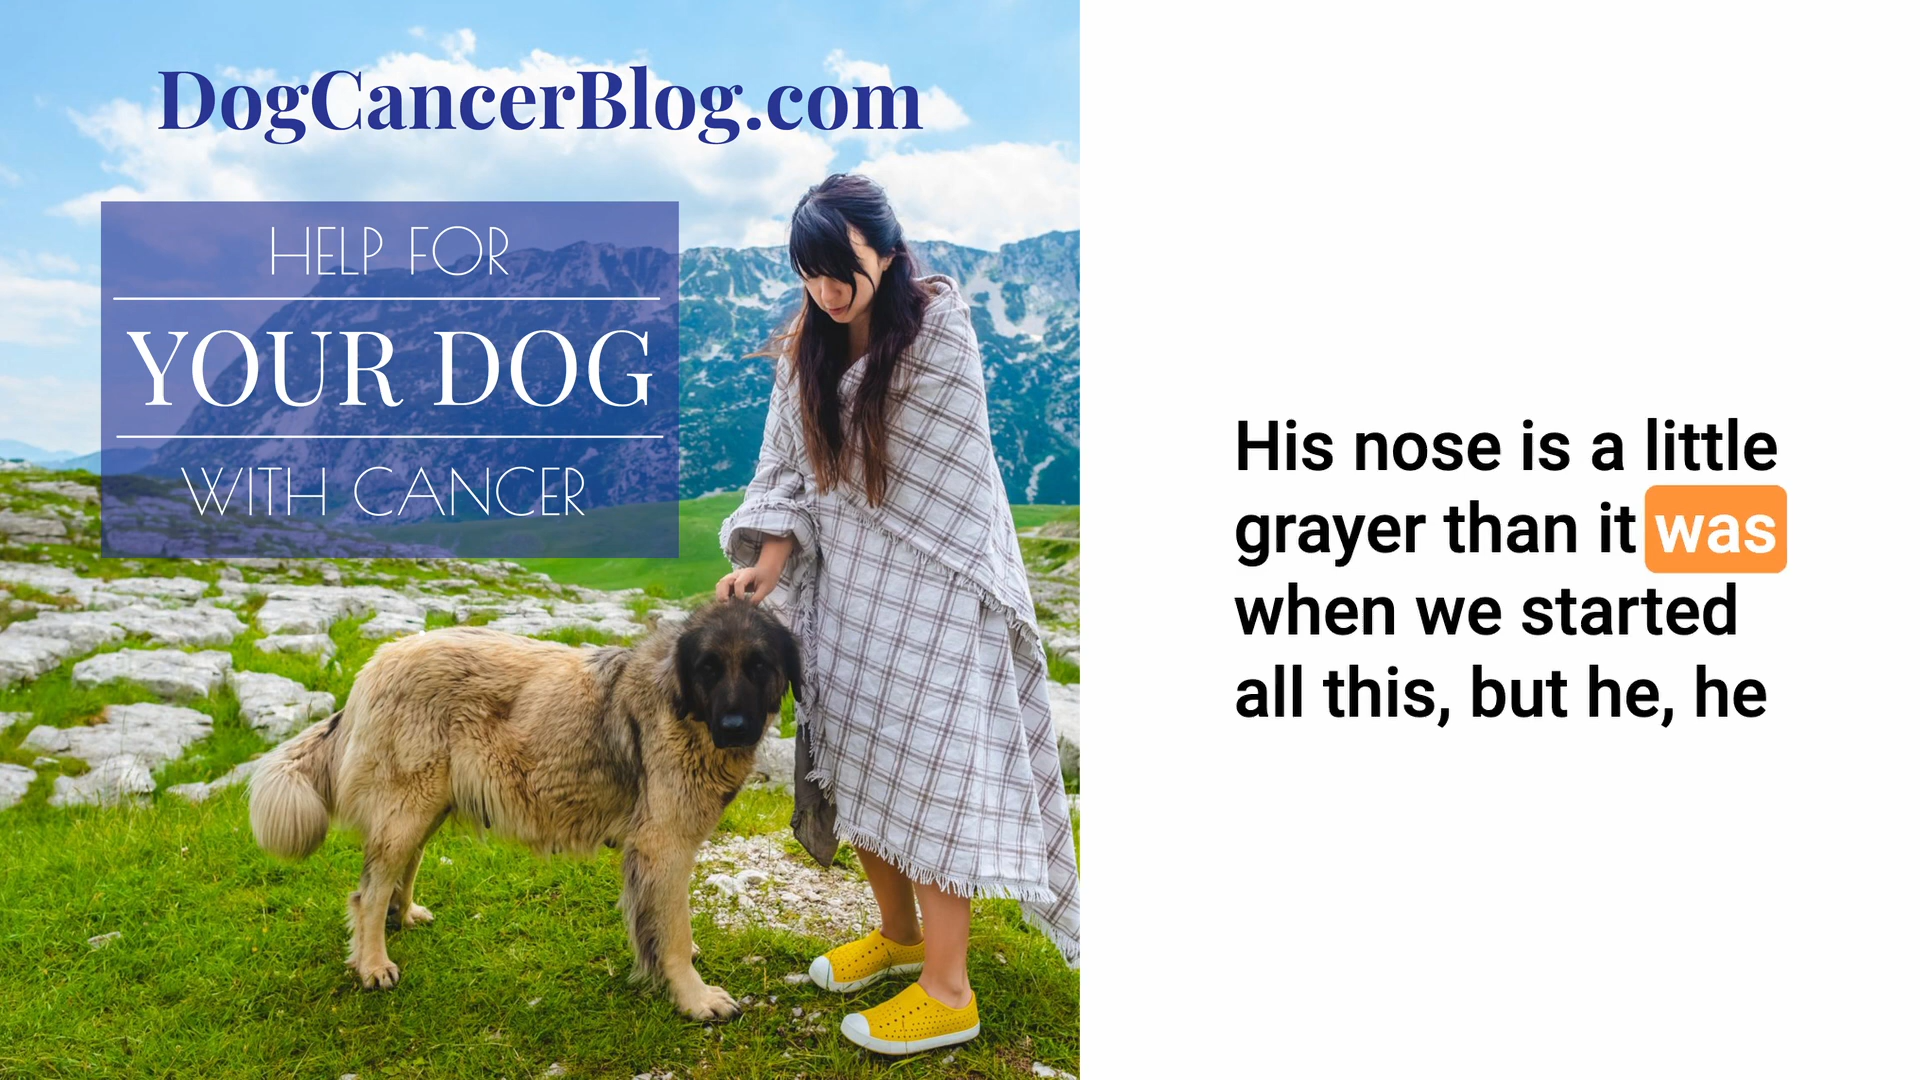 DogCancerBlog.com
HELP FOR
YOUR DOG
WITH CANCER
His nose is a little
grayer than it was
when we started
all this, but he, he